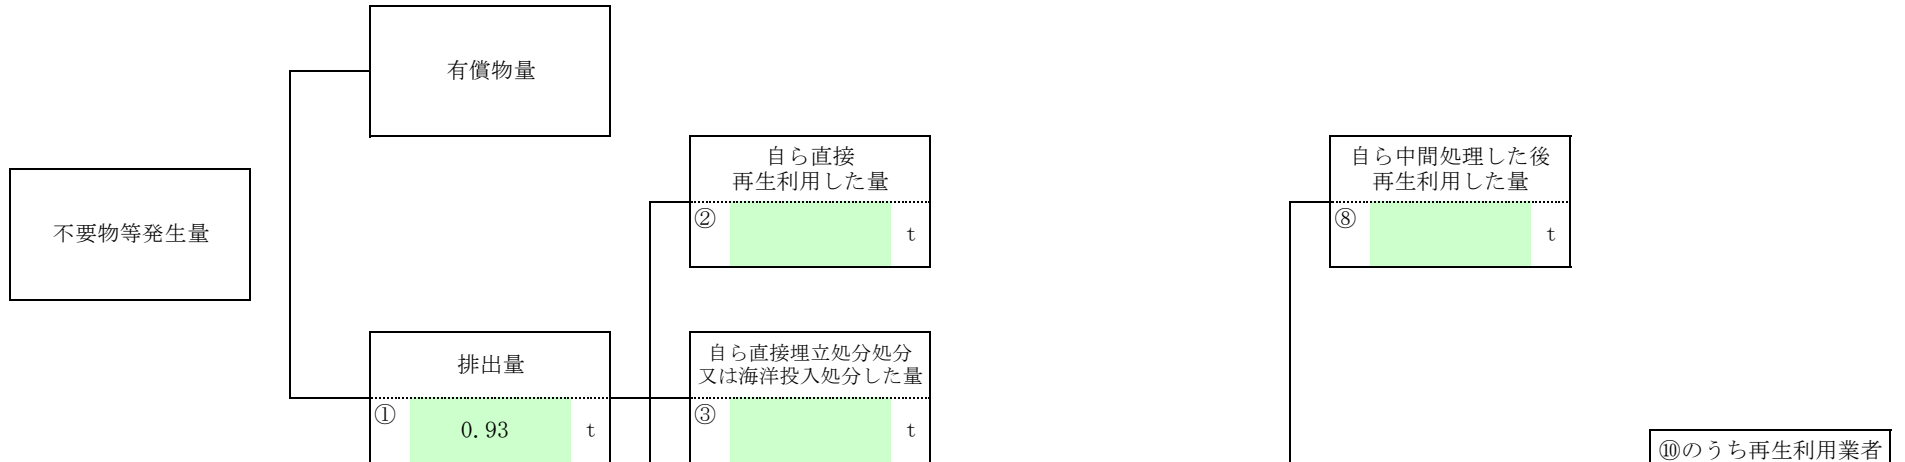 有償物量
自ら直接
再生利用した量
②
t
自ら中間処理した後
再生利用した量
⑧
t
不要物等発生量
排出量
①
0.93
t
自ら直接埋立処分処分
又は海洋投入処分した量
③
t
⑩のうち再生利用業者